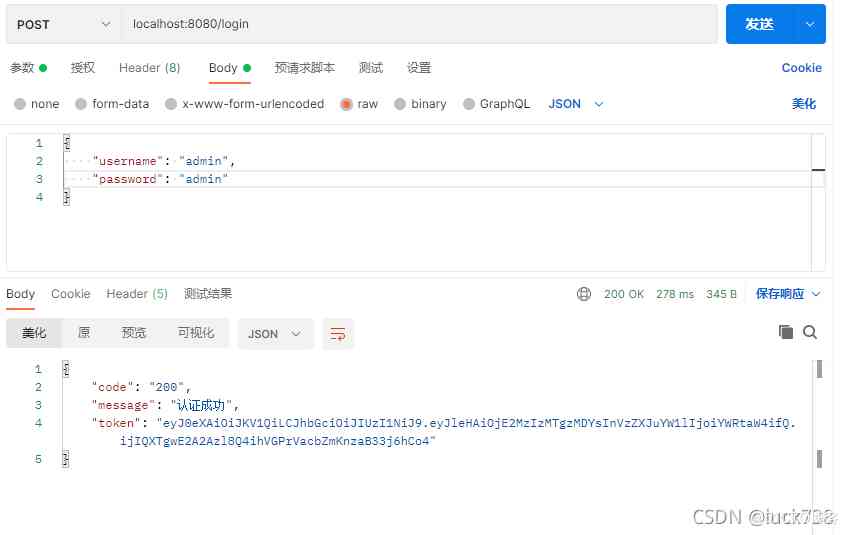 POST localhost:8080/login 发送
参数 授权 Header (8) Body 预请求脚本 测试 设置 Cookie
none form-data x-www-form-urlencoded raw binary GraphQL JSON 美化
1 {
2 "username": "admin",
3 "password": "admin"
4 }
Body Cookie Header (5) 测试结果 200 OK 278 ms 345 B 保存响应
美化 原 预览 可视化 JSON
1 {
2 "code": "200",
3 "message": "认证成功",
4 "token": "eyJ0eXAiOiJKV1QiLCJhbGciOiJIUzI1NiJ9.eyJleHAiOjE2MzIzMTgzMDYsInVzZXJuYW1lIjoiYWRtaW4ifQ.
ijIQXTgwE2A2Azl8Q4ihVGPrVacbZmKnzaB33j6hCo4"
5 }
CSDN @luck738